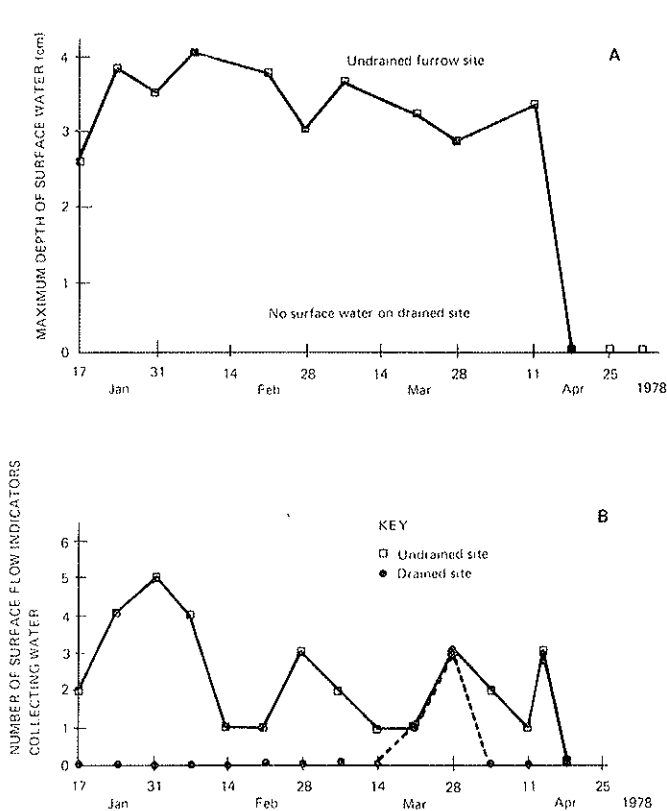 A
Undrained furrow site
MAXIMUM DEPTH OF SURFACE WATER (cm)
4
3
2
1
0
No surface water on drained site
17 31 14 28 14 28 11 25
Jan Feb Mar Apr 1978
B
NUMBER OF SURFACE FLOW INDICATORS
COLLECTING WATER
KEY
Undrained site
Drained site
6
5
4
3
2
1
0
17 31 14 28 14 28 11 25
Jan Feb Mar Apr 1978